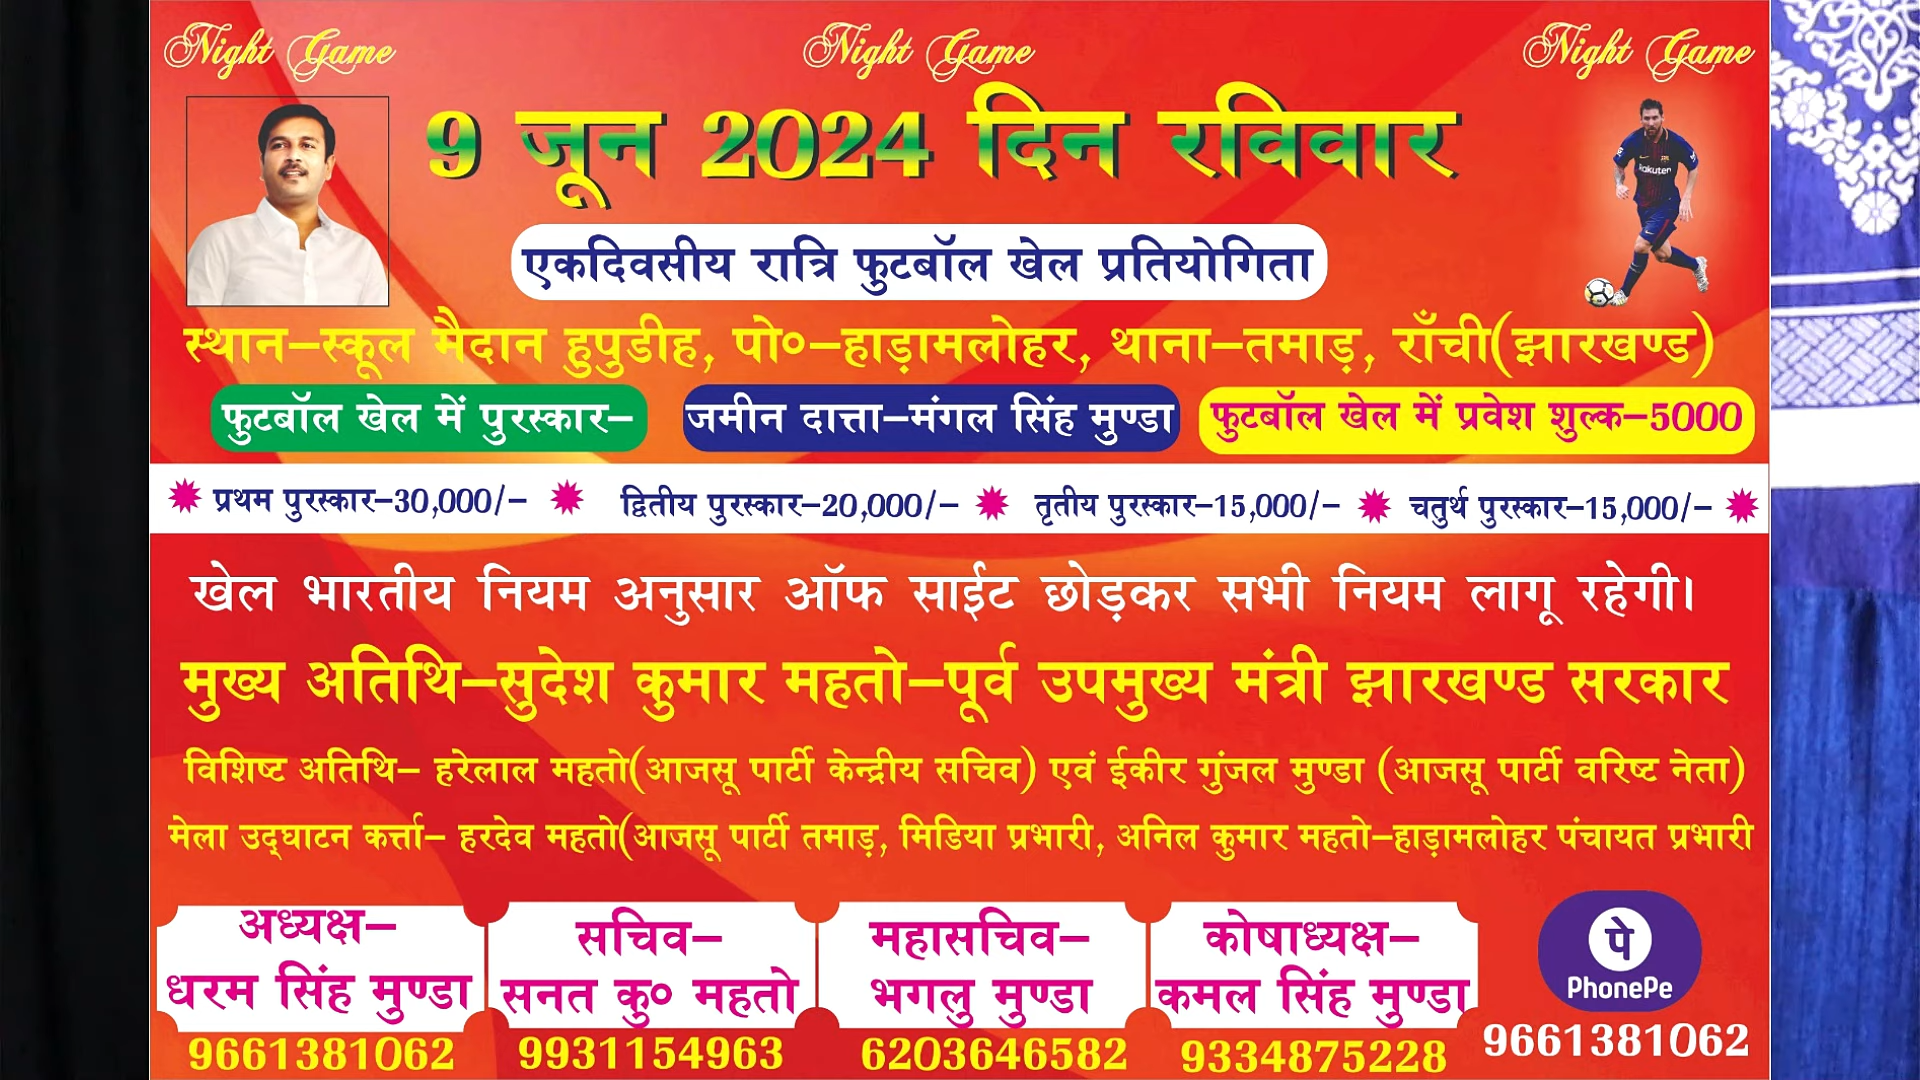 Night Game Night Game Night Game
9 जून 2024 दिन रविवार
Rakuten
एकदिवसीय रात्रि फुटबॉल खेल प्रतियोगिता
स्थान–स्कूल मैदान हुपुडीह, पो०–हाड़ामलोहर, थाना–तमाड़, राँची(झारखण्ड)
फुटबॉल खेल में पुरस्कार– जमीन दात्ता–मंगल सिंह मुण्डा फुटबॉल खेल में प्रवेश शुल्क–5000
प्रथम पुरस्कार–30,000/– द्वितीय पुरस्कार–20,000/– तृतीय पुरस्कार–15,000/– चतुर्थ पुरस्कार–15,000/–
खेल भारतीय नियम अनुसार ऑफ साईट छोड़कर सभी नियम लागू रहेगी।
मुख्य अतिथि–सुदेश कुमार महतो–पूर्व उपमुख्य मंत्री झारखण्ड सरकार
विशिष्ट अतिथि– हरेलाल महतो(आजसू पार्टी केन्द्रीय सचिव) एवं ईकीर गुंजल मुण्डा (आजसू पार्टी वरिष्ट नेता)
मेला उद्घाटन कर्त्ता– हरदेव महतो(आजसू पार्टी तमाड़, मिडिया प्रभारी, अनिल कुमार महतो–हाड़ामलोहर पंचायत प्रभारी
अध्यक्ष–
धरम सिंह मुण्डा
9661381062
सचिव–
सनत कु० महतो
9931154963
महासचिव–
भगलु मुण्डा
6203646582
कोषाध्यक्ष–
कमल सिंह मुण्डा
9334875228
पे
PhonePe
9661381062